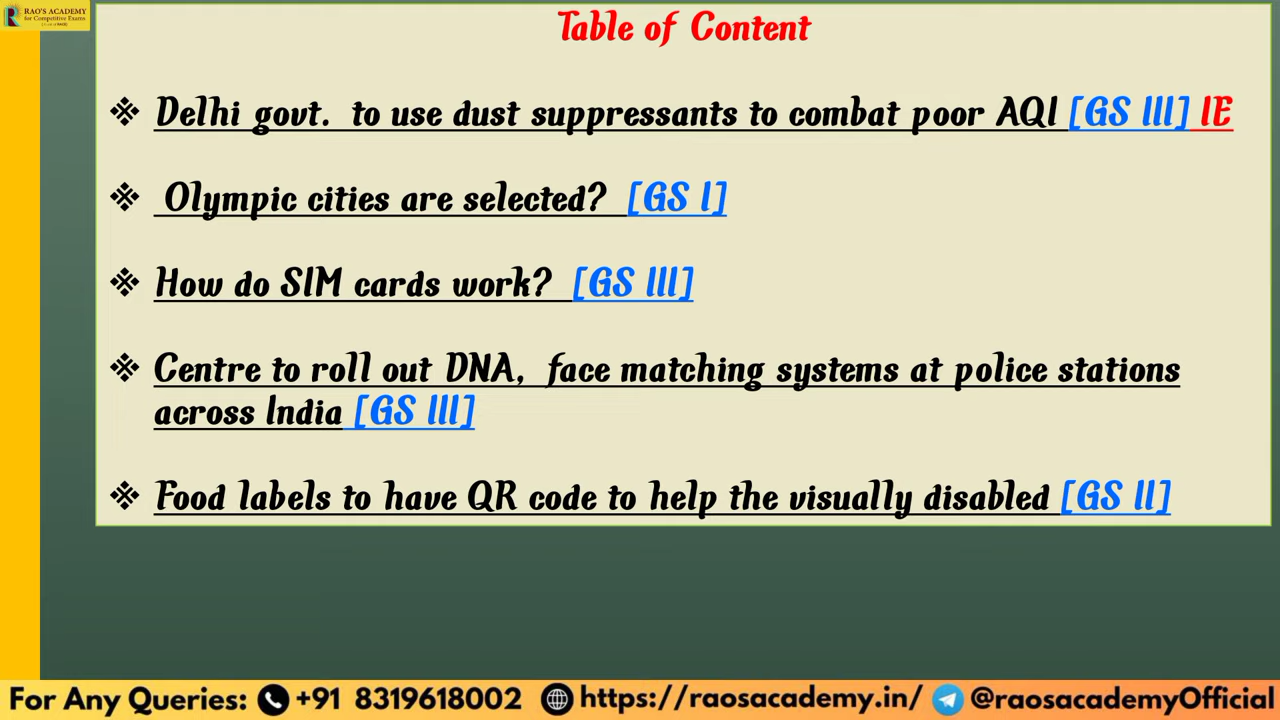 RAO'S ACADEMY
for Competitive Exams
Table of Content
❖ Delhi govt. to use dust suppressants to combat poor AQI [GS III] IE
❖ Olympic cities are selected? [GS I]
❖ How do SIM cards work? [GS III]
❖ Centre to roll out DNA, face matching systems at police stations
across India [GS III]
❖ Food labels to have QR code to help the visually disabled [GS II]
For Any Queries: +91 8319618002 https://raosacademy.in/ @raosacademyOfficial